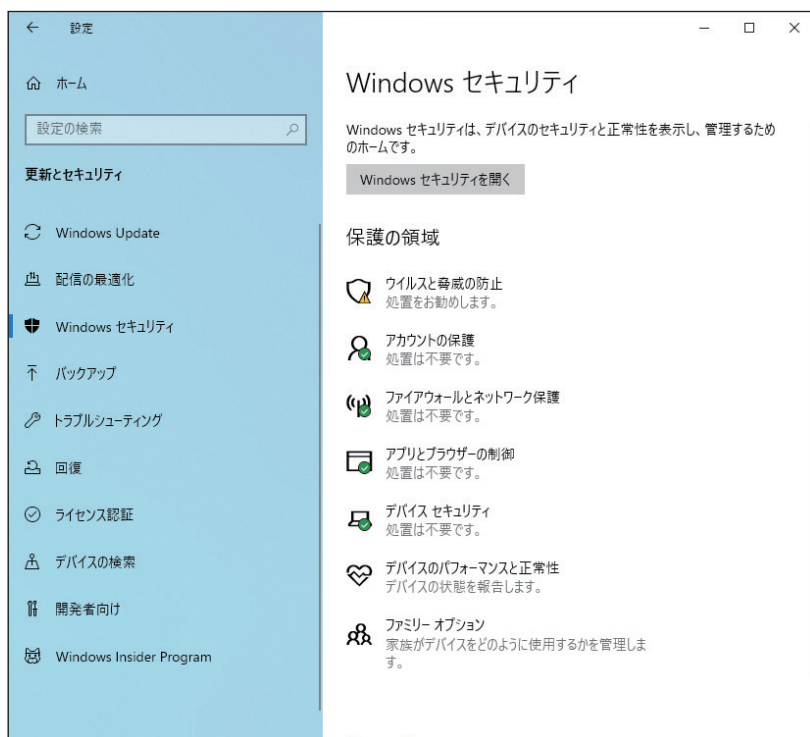 設定
ホーム
設定の検索
更新とセキュリティ
Windows Update
配信の最適化
Windows セキュリティ
バックアップ
トラブルシューティング
回復
ライセンス認証
デバイスの検索
開発者向け
Windows Insider Program
Windows セキュリティ
Windows セキュリティは、デバイスのセキュリティと正常性を表示し、管理するため
のホームです。
Windows セキュリティを開く
保護の領域
ウイルスと脅威の防止
処置をお勧めします。
アカウントの保護
処置は不要です。
ファイアウォールとネットワーク保護
処置は不要です。
アプリとブラウザーの制御
処置は不要です。
デバイス セキュリティ
処置は不要です。
デバイスのパフォーマンスと正常性
デバイスの状態を報告します。
ファミリー オプション
家族がデバイスをどのように使用するかを管理しま
す。